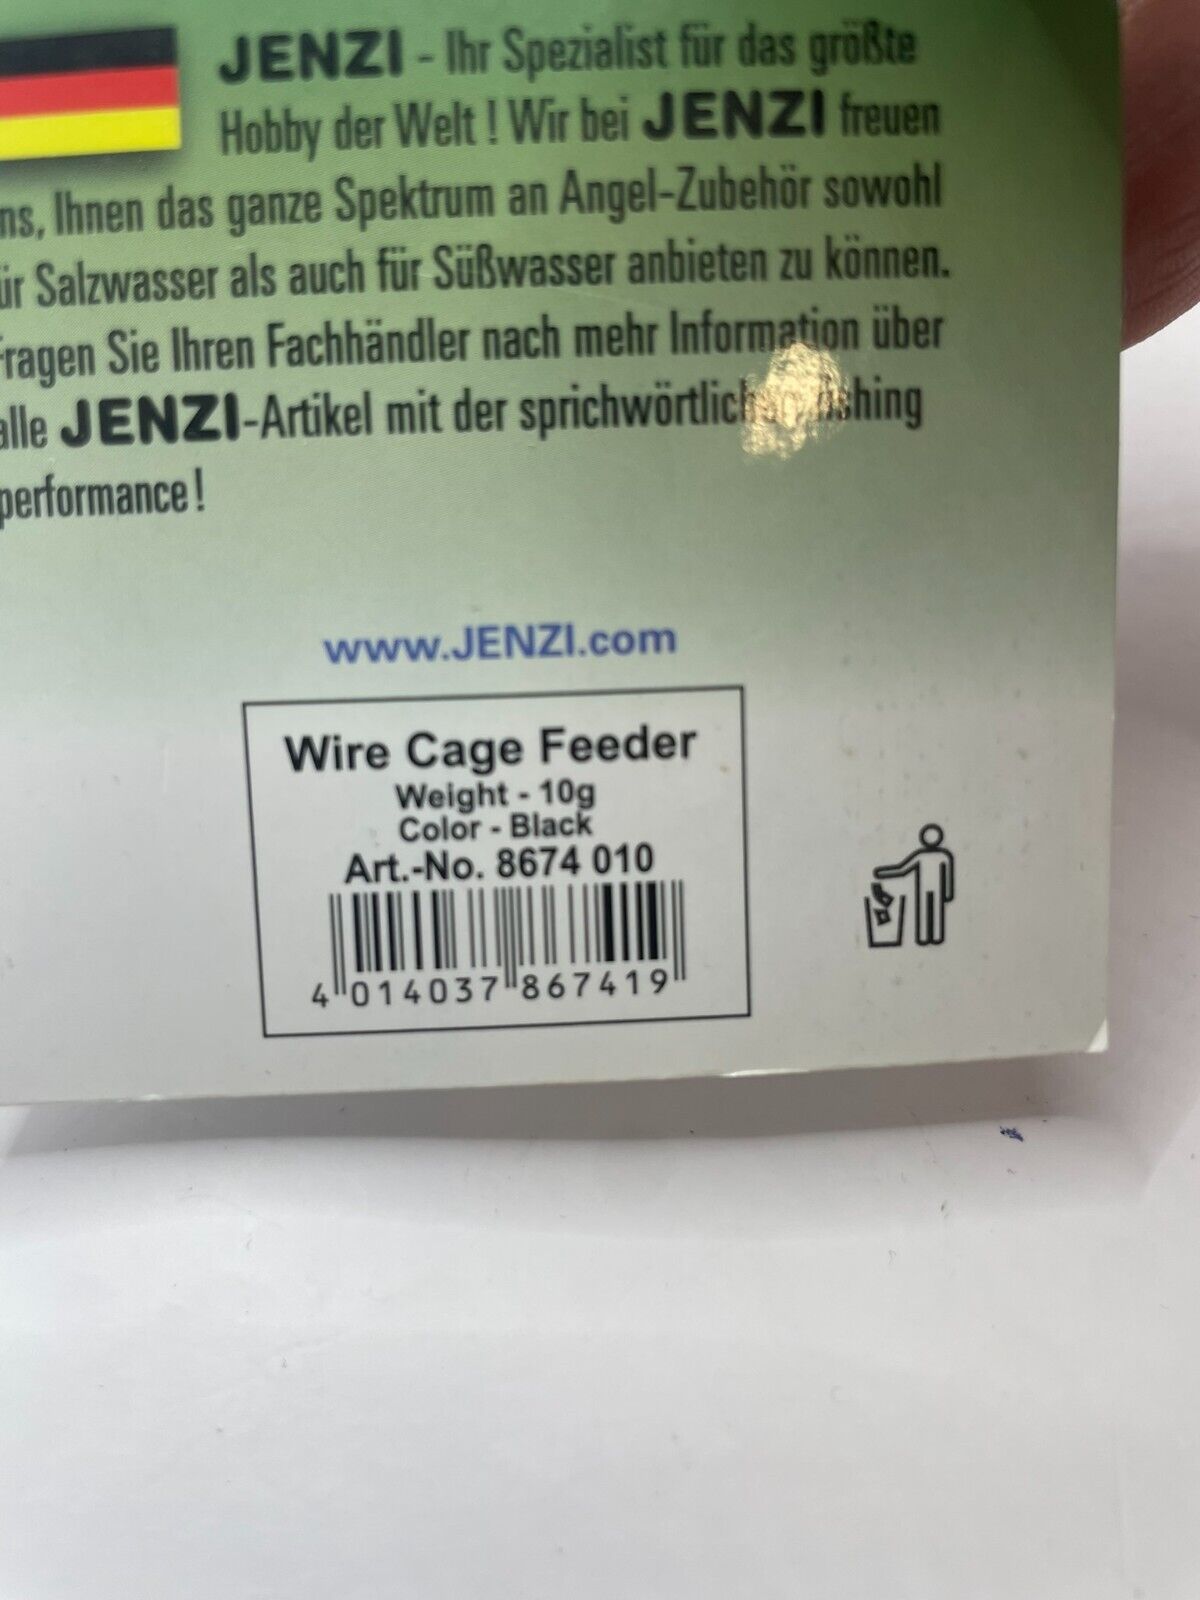 JENZI - Ihr Spezialist für das größte
Hobby der Welt ! Wir bei JENZI freuen
ns, Ihnen das ganze Spektrum an Angel-Zubehör sowohl
ür Salzwasser als auch für Süßwasser anbieten zu können.
Fragen Sie Ihren Fachhändler nach mehr Information über
alle JENZI-Artikel mit der
performance!
www.JENZI.com
Wire Cage Feeder
Weight - 10g
Color - Black
Art.-No. 8674 010
4 014037 867419